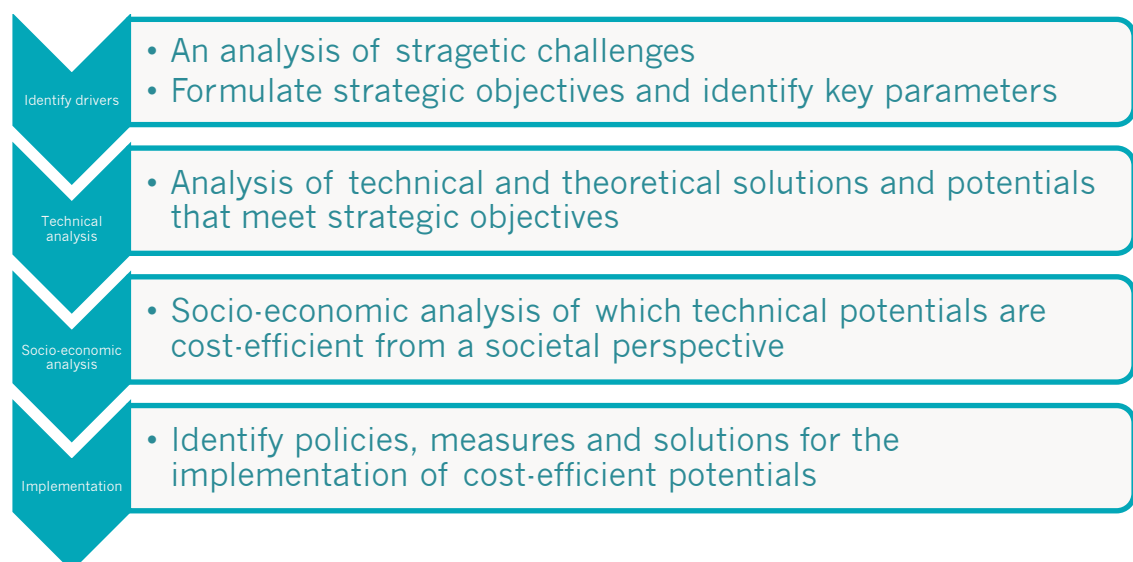 Identify drivers
• An analysis of stragetic challenges
• Formulate strategic objectives and identify key parameters
Technical
analysis
• Analysis of technical and theoretical solutions and potentials
that meet strategic objectives
Socio-economic
analysis
• Socio-economic analysis of which technical potentials are
cost-efficient from a societal perspective
Implementation
• Identify policies, measures and solutions for the
implementation of cost-efficient potentials